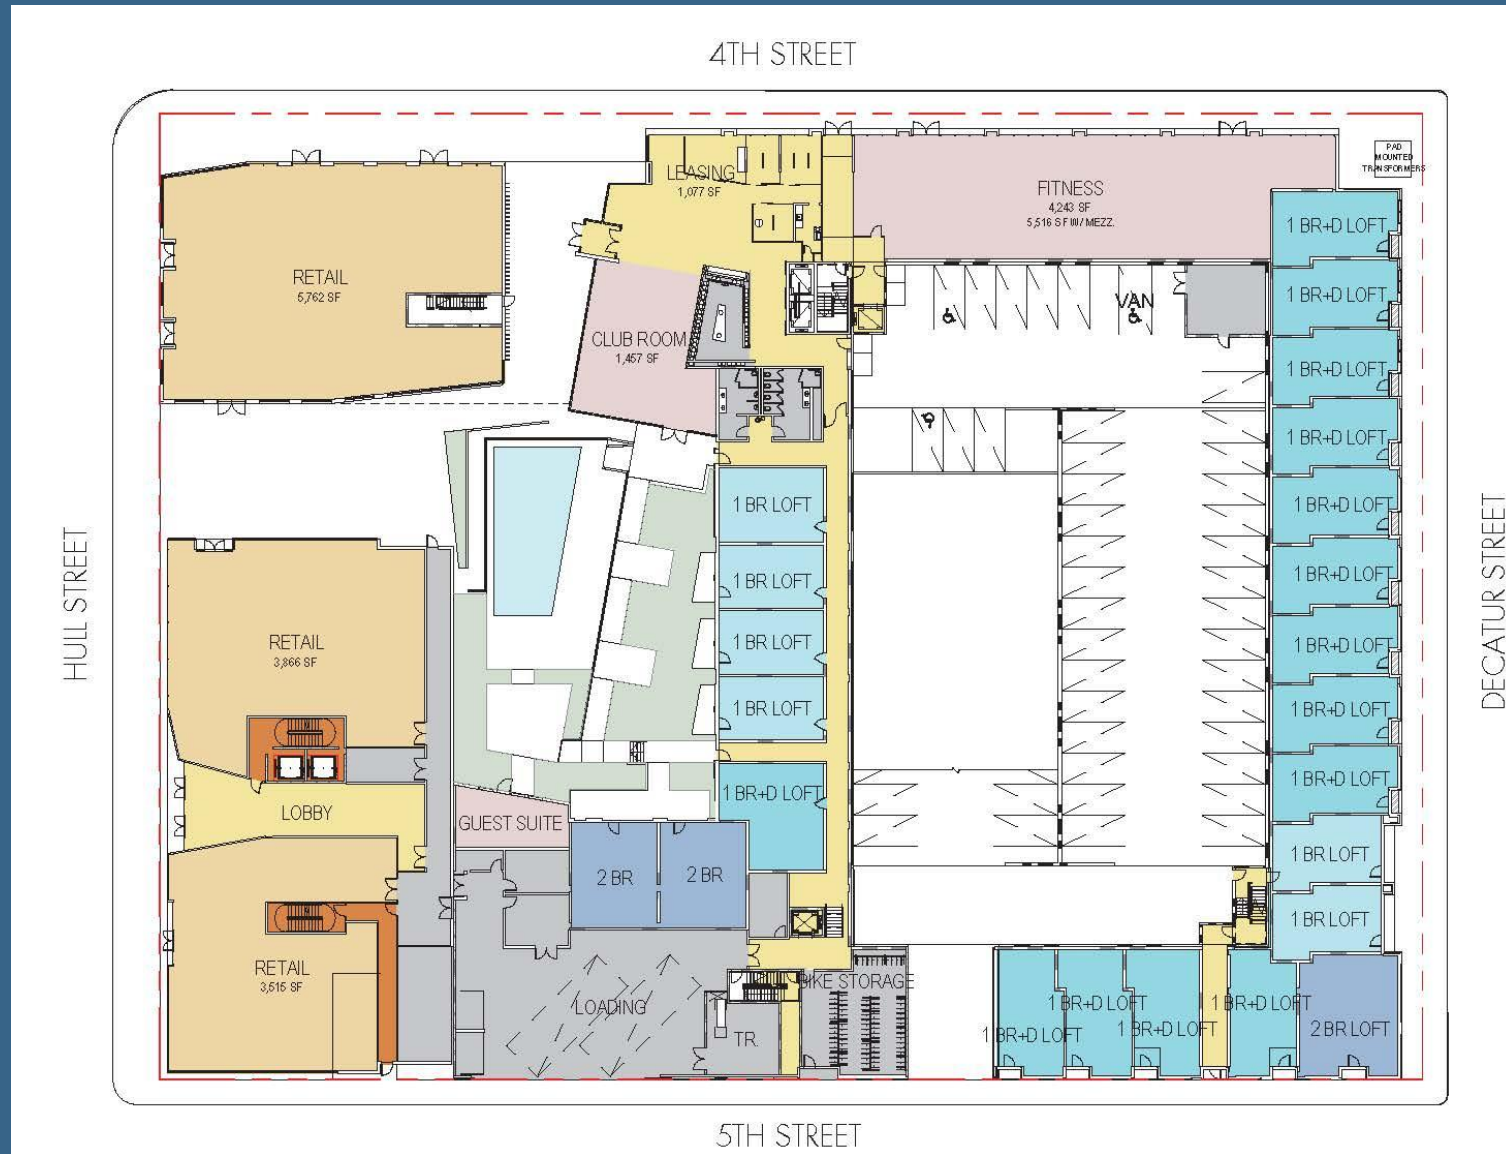 4TH STREET
PAD
MOUNTED
TRANSFORMERS
LEASING
1,077 SF
FITNESS
4,243 SF
5,516 SF W/ MEZZ.
1 BR+D LOFT
RETAIL
5,762 SF
1 BR+D LOFT
VAN
CLUB ROOM
1,457 SF
1 BR+D LOFT
1 BR+D LOFT
1 BR LOFT
1 BR+D LOFT
HULL STREET
DECATUR STREET
1 BR LOFT
1 BR+D LOFT
RETAIL
3,866 SF
1 BR LOFT
1 BR+D LOFT
1 BR LOFT
1 BR+D LOFT
1 BR+D LOFT
1 BR+D LOFT
LOBBY
GUEST SUITE
2 BR
2 BR
1 BR LOFT
1 BR LOFT
RETAIL
3,515 SF
LOADING
BIKE STORAGE
TR.
1 BR+D LOFT
1 BR+D LOFT
1 BR+D LOFT
1 BR+D LOFT
2 BR LOFT
5TH STREET